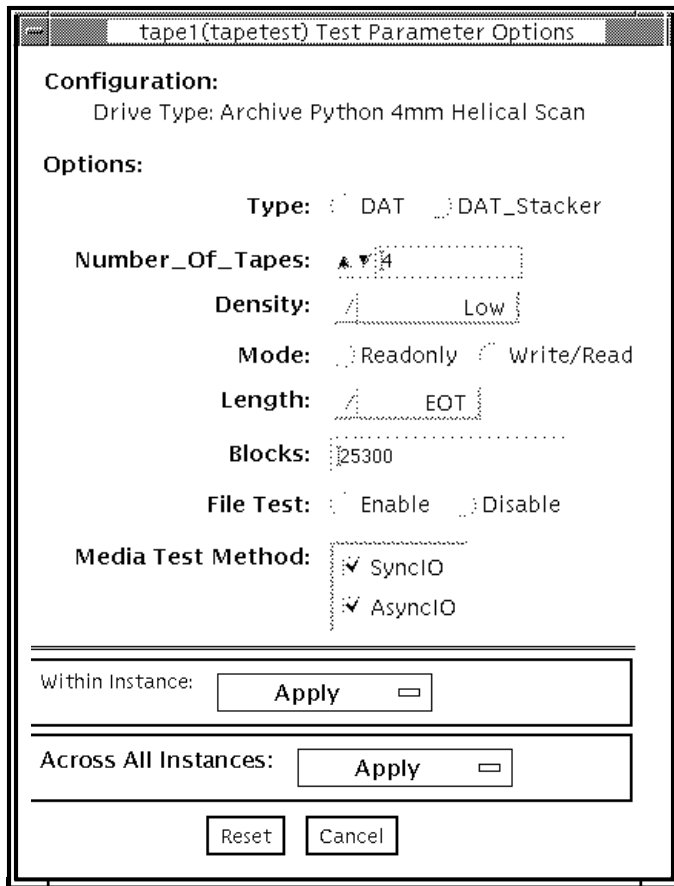 tape1(tapetest) Test Parameter Options
Configuration:
Drive Type: Archive Python 4mm Helical Scan
Options:
Type: DAT DAT_Stacker
Number_Of_Tapes: 4
Density: Low
Mode: Readonly Write/Read
Length: EOT
Blocks: 25300
File Test: Enable Disable
Media Test Method: SyncIO
AsyncIO
Within Instance: Apply
Across All Instances: Apply
Reset Cancel